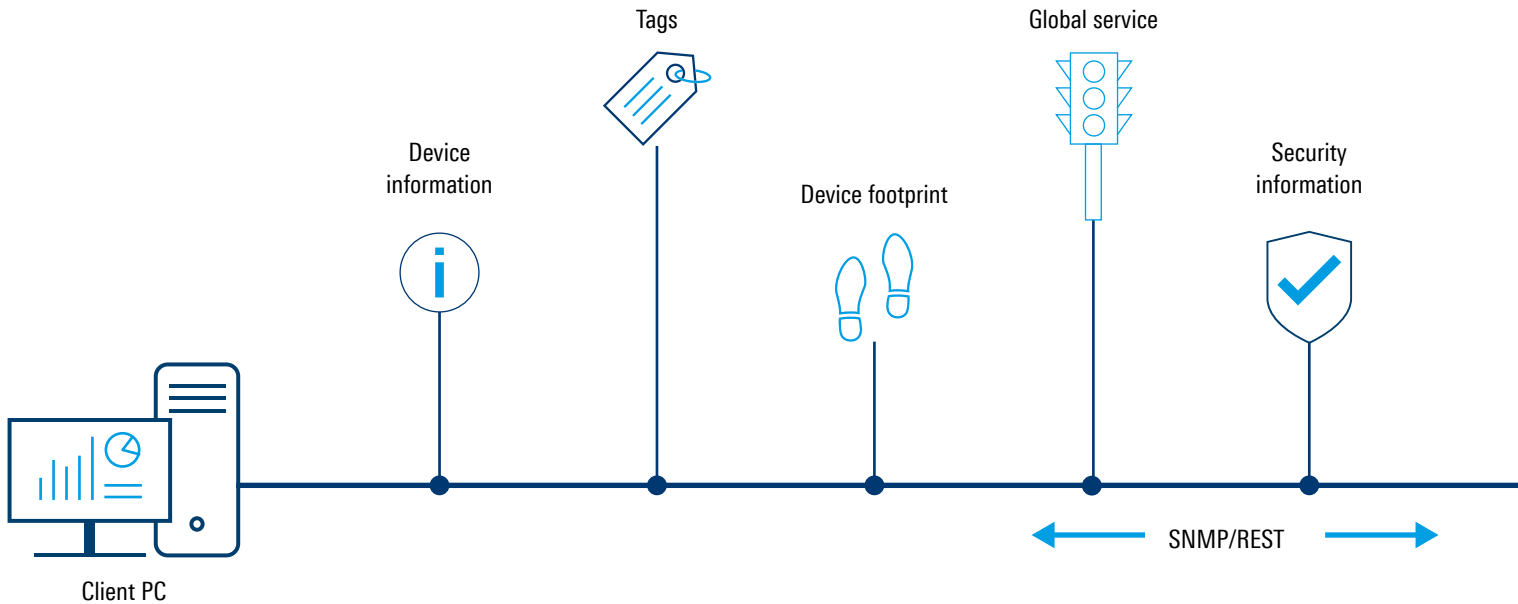 Tags
Global service
Device
information
Security
information
Device footprint
SNMP/REST
Client PC